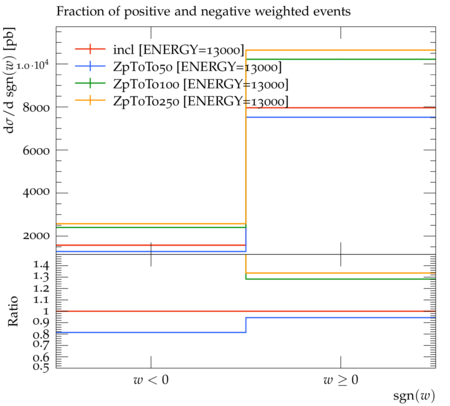 Fraction of positive and negative weighted events
dσ/d sgn(w) [pb]
incl [ENERGY=13000]
ZpToTo50 [ENERGY=13000]
ZpToTo100 [ENERGY=13000]
ZpToTo250 [ENERGY=13000]
1.0·10⁴
8000
6000
4000
2000
Ratio
1.4
1.3
1.2
1.1
1
0.9
0.8
0.7
0.6
0.5
w < 0
w ≥ 0
sgn(w)